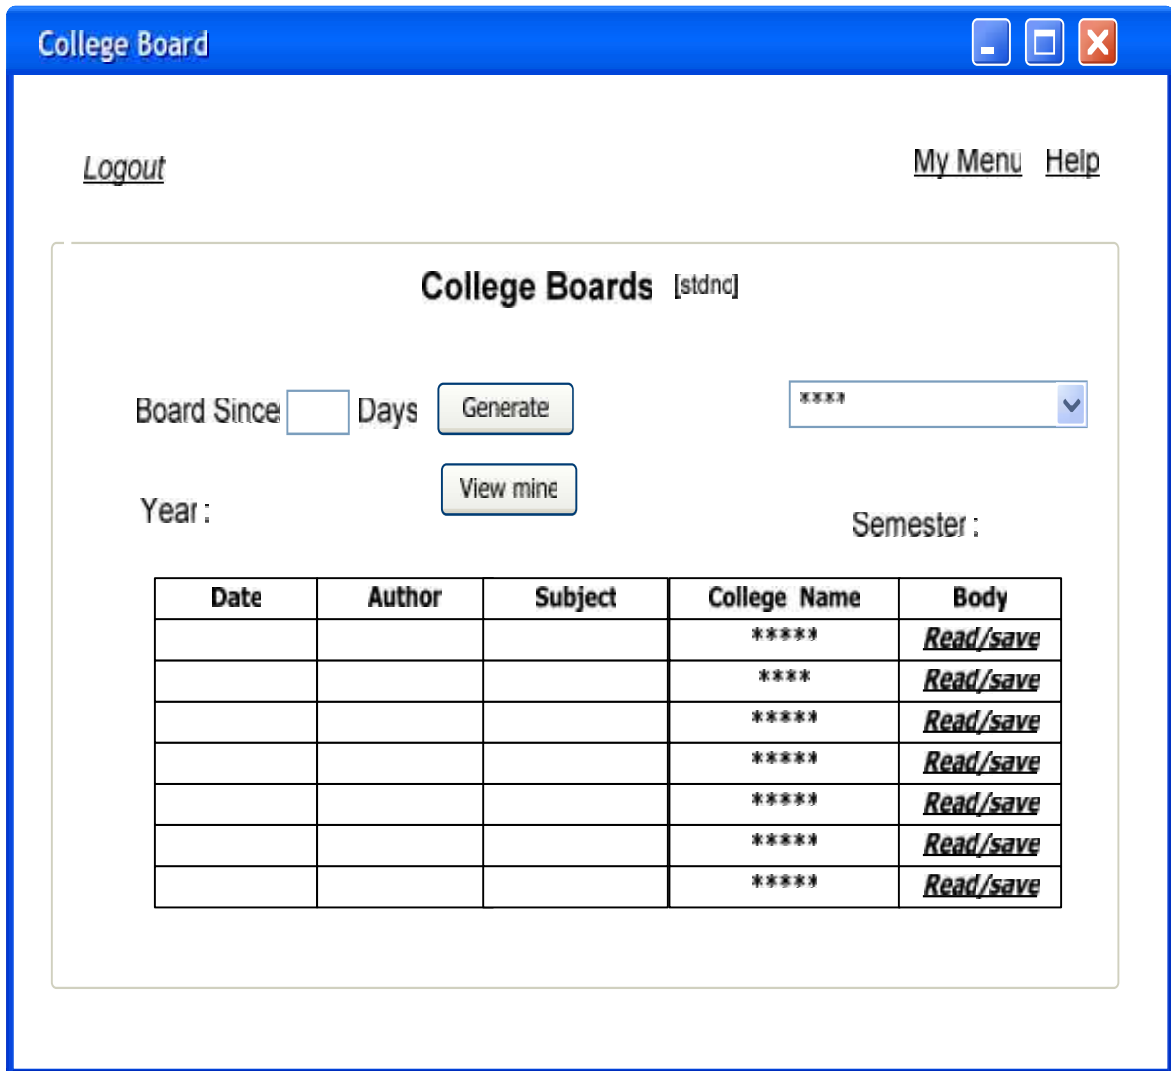 College Board
Logout My Menu Help
College Boards [stdno]
Board Since Days Generate ****
View mine
Year :
Semester :
Date Author Subject College Name Body
***** Read/save
**** Read/save
***** Read/save
***** Read/save
***** Read/save
***** Read/save
***** Read/save